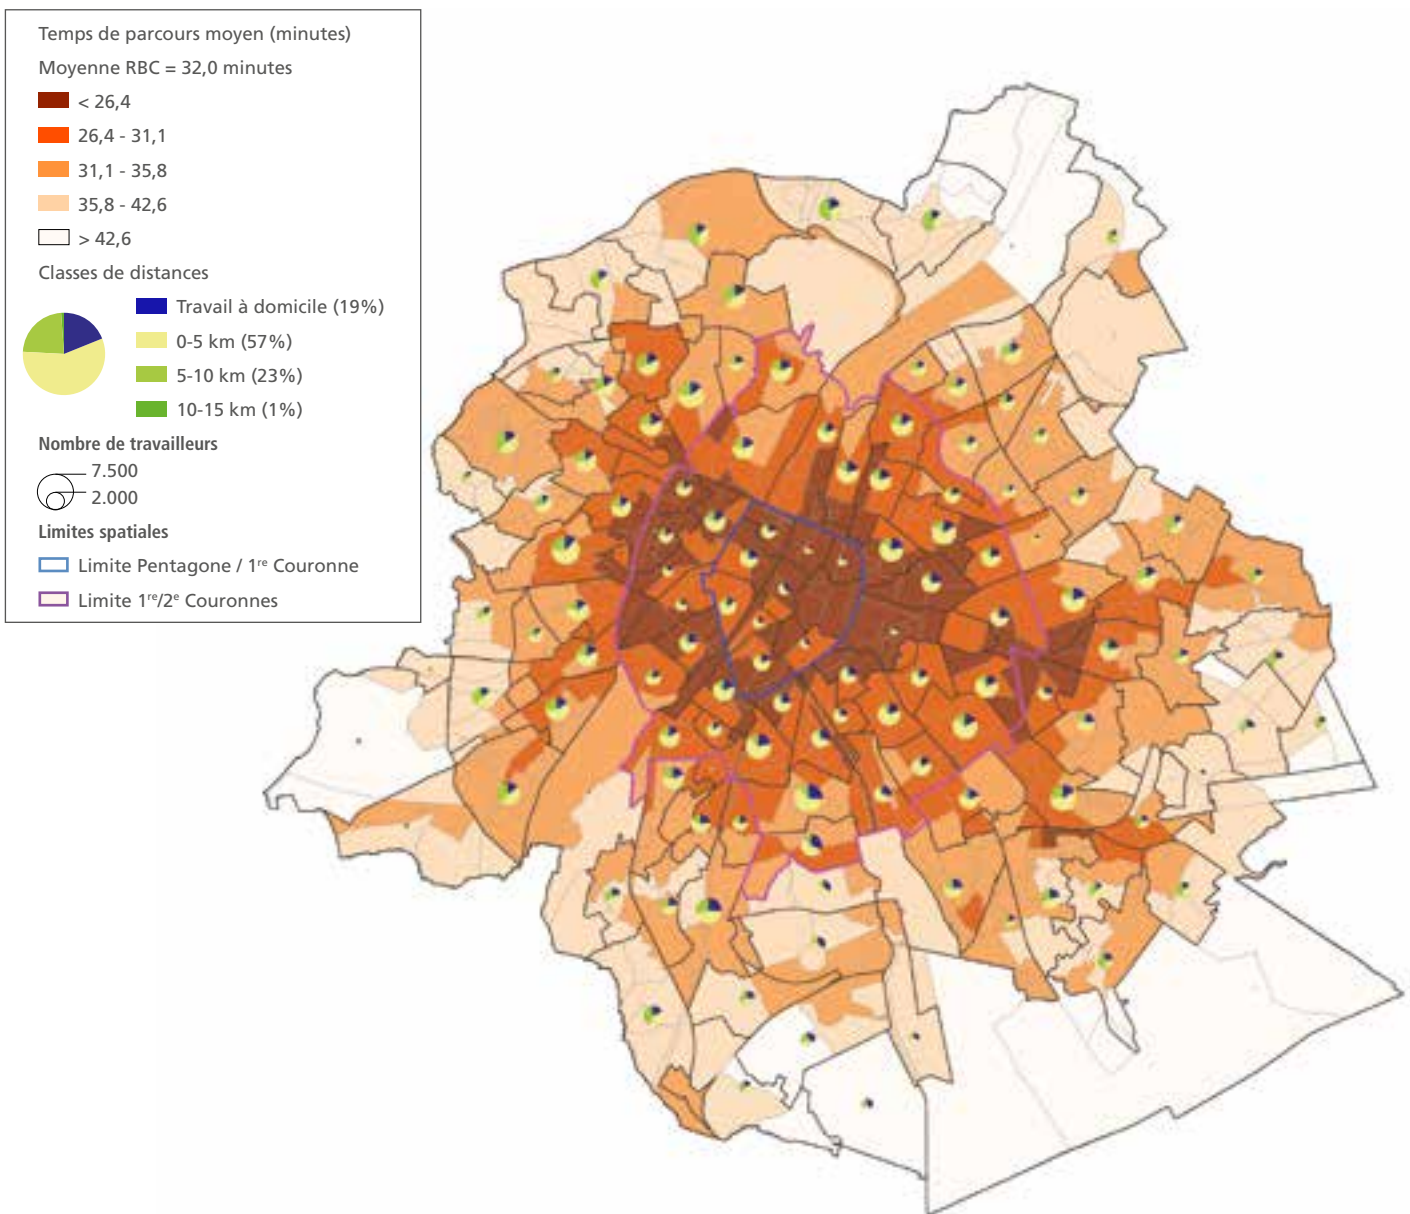 Temps de parcours moyen (minutes)
Moyenne RBC = 32,0 minutes
< 26,4
26,4 - 31,1
31,1 - 35,8
35,8 - 42,6
> 42,6
Classes de distances
Travail à domicile (19%)
0-5 km (57%)
5-10 km (23%)
10-15 km (1%)
Nombre de travailleurs
7.500
2.000
Limites spatiales
Limite Pentagone / 1re Couronne
Limite 1re/2e Couronnes